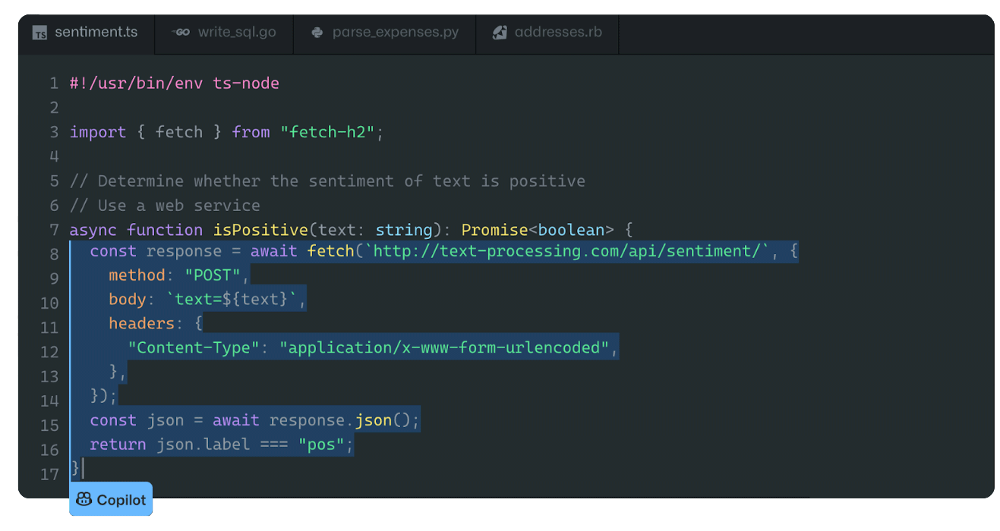 sentiment.ts write_sql.go parse_expenses.py addresses.rb
1 #!/usr/bin/env ts-node
2
3 import { fetch } from "fetch-h2";
4
5 // Determine whether the sentiment of text is positive
6 // Use a web service
7 async function isPositive(text: string): Promise<boolean> {
8   const response = await fetch(`http://text-processing.com/api/sentiment/`, {
9     method: "POST",
10     body: `text=${text}`,
11     headers: {
12       "Content-Type": "application/x-www-form-urlencoded",
13     },
14   });
15   const json = await response.json();
16   return json.label === "pos";
17 }
Copilot